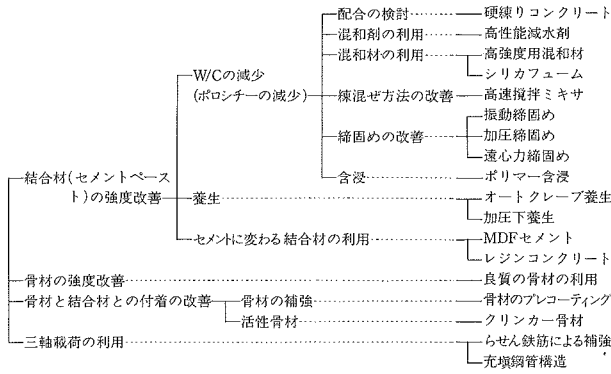 配合の検討 硬練リコンクリート
混和剤の利用 高性能減水剤
混和材の利用 高強度用混和材
W/Cの減少 シリカフューム
(ポロシチーの減少) 練混ぜ方法の改善 高速撹拌ミキサ
振動締固め
締固めの改善 加圧締固め
遠心力締固め
結合材(セメントペース 含浸 ポリマー含浸
ト)の強度改善 養生 オートクレーブ養生
加圧下養生
セメントに変わる結合材の利用 MDFセメント
レジンコンクリート
骨材の強度改善 良質の骨材の利用
骨材と結合材との付着の改善 骨材の補強 骨材のプレコーティング
活性骨材 クリンカー骨材
三軸載荷の利用 らせん鉄筋による補強
充塡鋼管構造